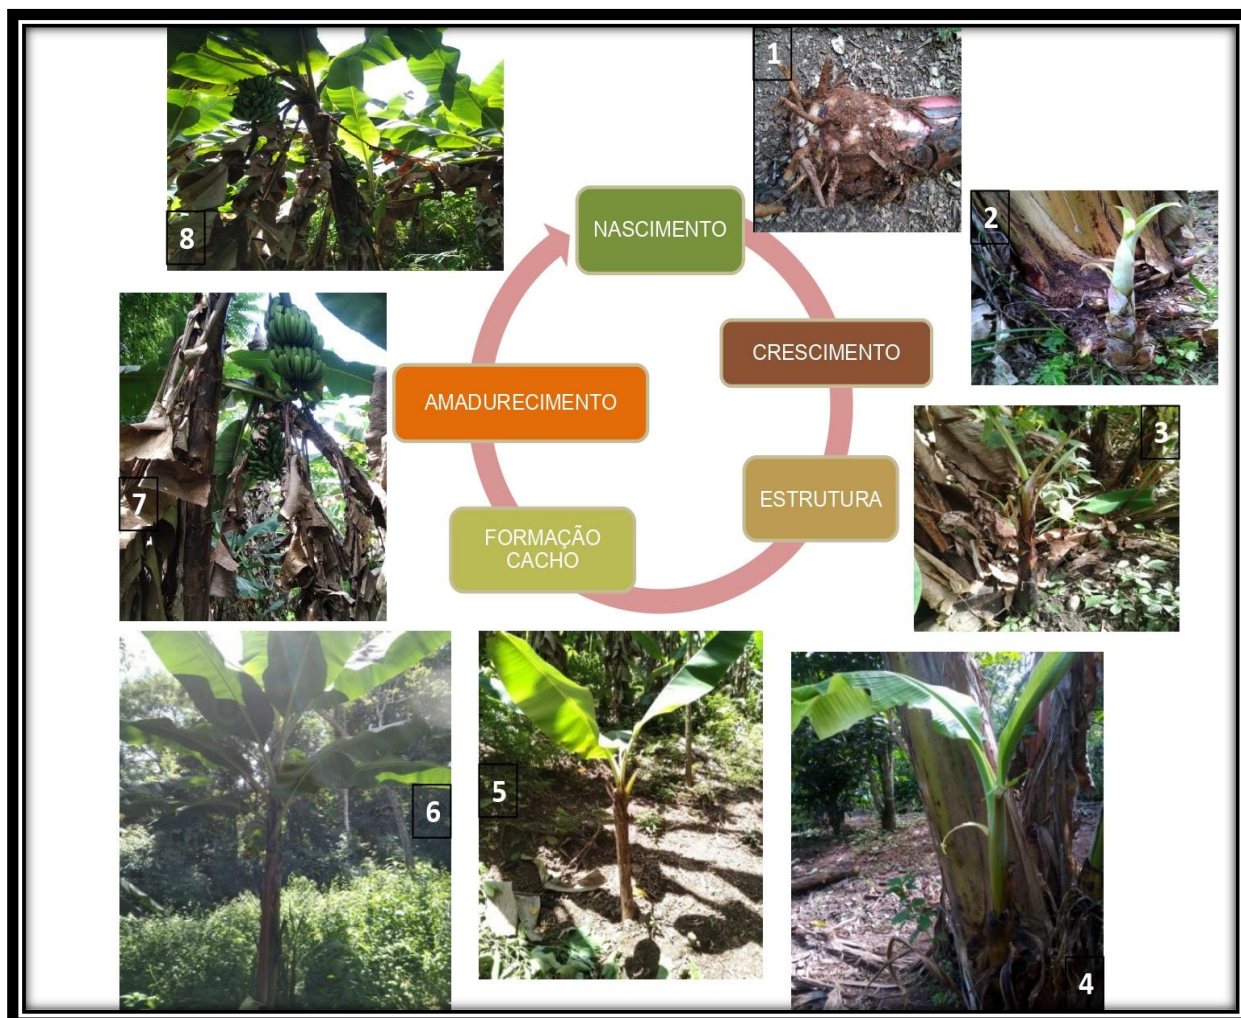 1
8
NASCIMENTO
2
CRESCIMENTO
AMADURECIMENTO
3
7
ESTRUTURA
FORMAÇÃO
CACHO
6
5
4